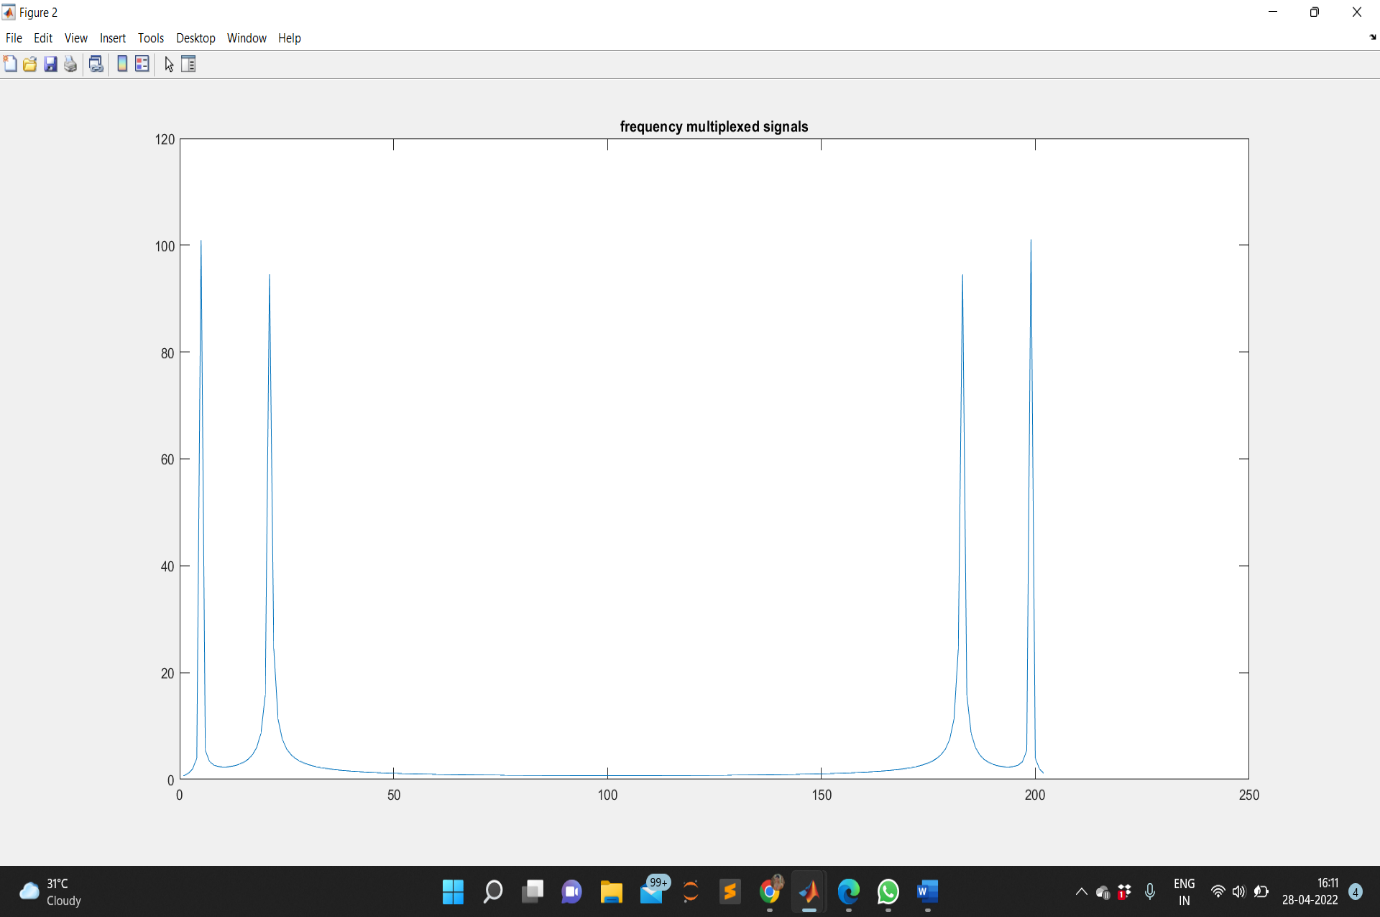 Figure 2
File Edit View Insert Tools Desktop Window Help
frequency multiplexed signals
120
100
80
60
40
20
0
0 50 100 150 200 250
31°C
Cloudy
99+
W
1
ENG
IN
16:11
28-04-2022
4